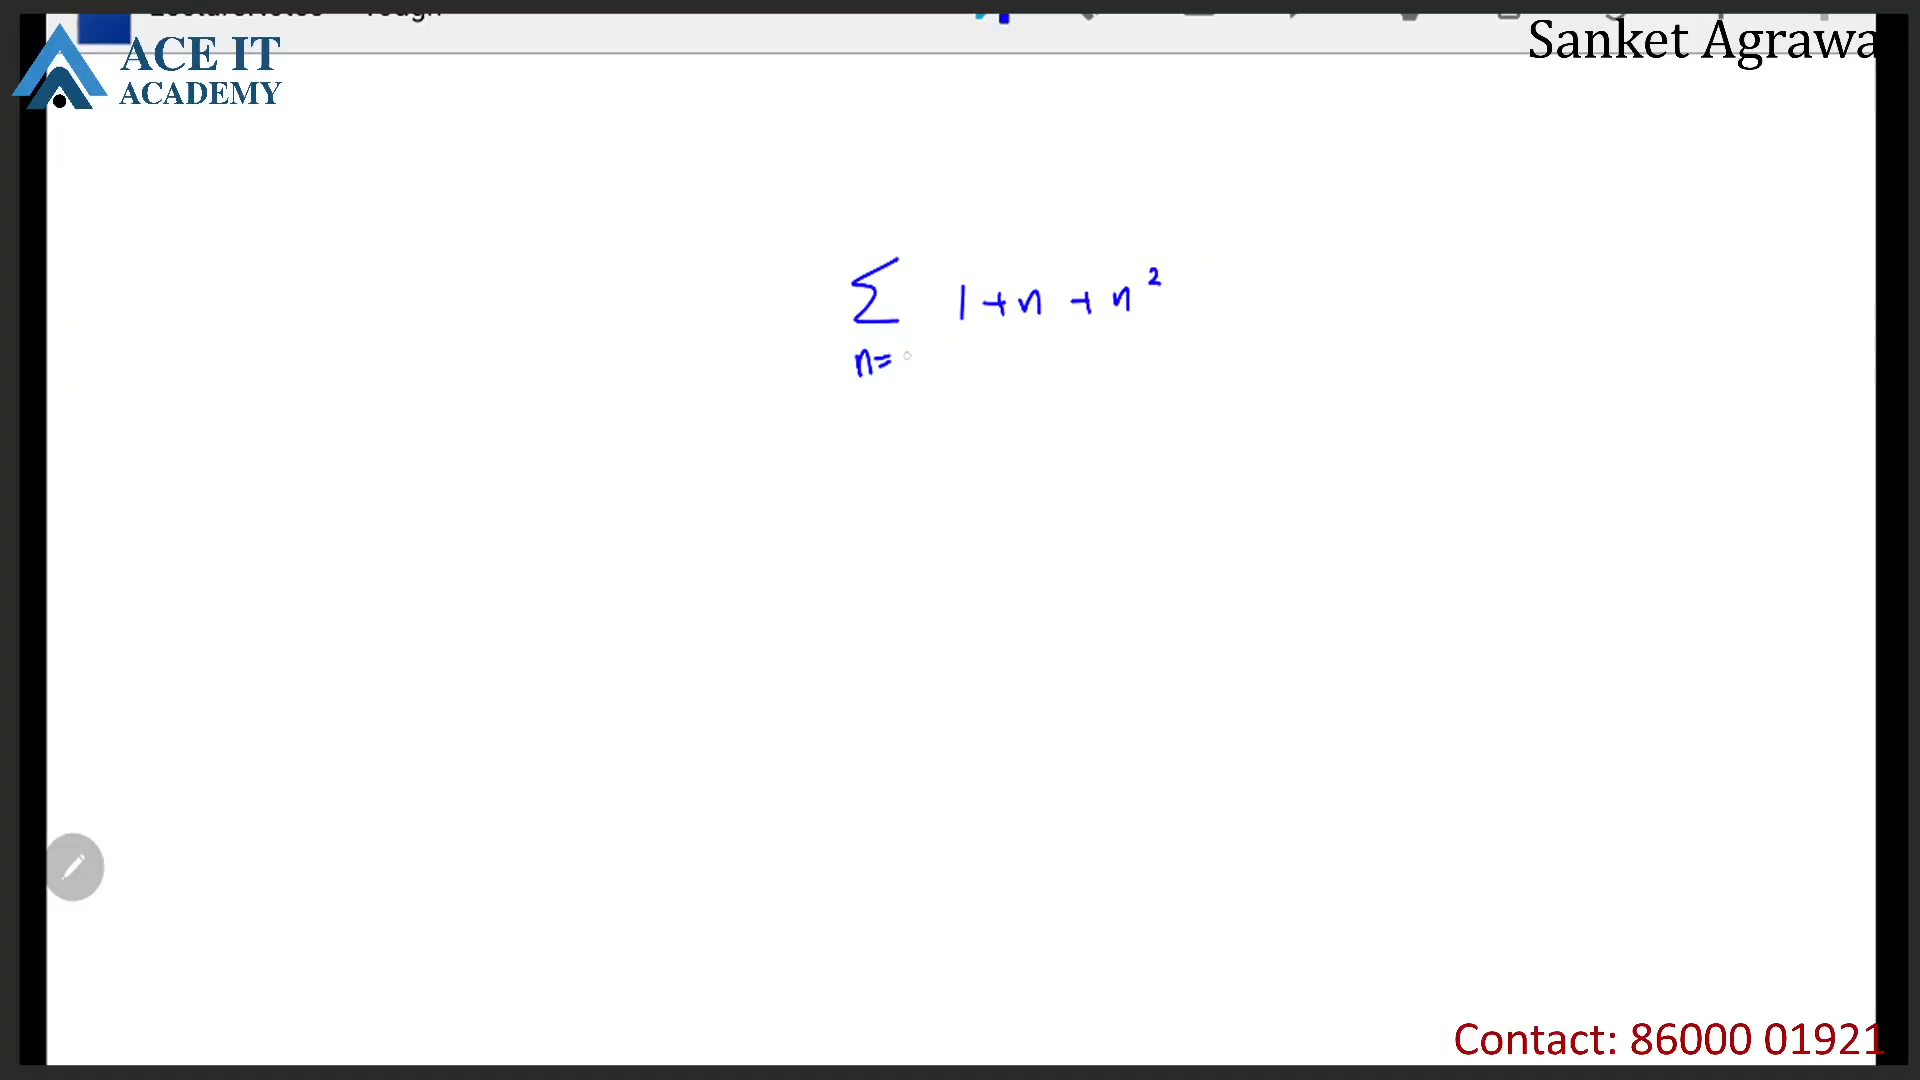 Sanket Agrawa
ACE IT
ACADEMY
∑ 1+n +n²
n=
Contact: 86000 01921